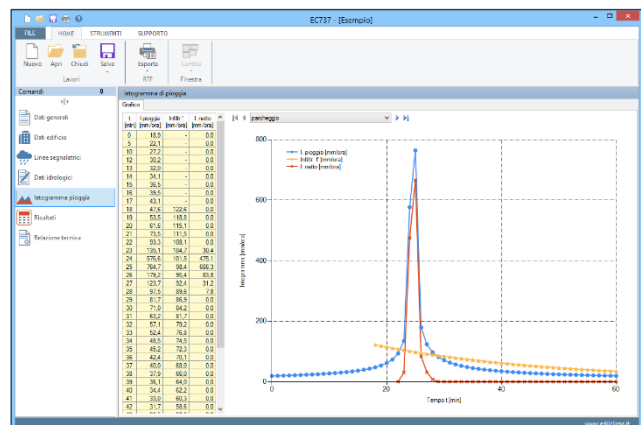 EC737 - [Esempio]
FILE HOME STRUMENTI SUPPORTO
Nuovo Apri Chiudi Salva Esporta Cambia
Lavori RTF Finestra
Comandi
Dati generali
Dati edificio
Linee segnalatrici
Dati idrologici
Ietogramma pioggia
Risultati
Relazione tecnica
Ietogramma di pioggia
Grafico
t I. pioggia Infiltr. f I. netto
[min] [mm/ora] [mm/ora] [mm/ora]
0 18,9 - 0,0
5 22,1 - 0,0
10 27,2 - 0,0
12 30,2 - 0,0
13 32,0 - 0,0
14 34,1 - 0,0
15 36,5 - 0,0
16 39,5 - 0,0
17 43,1 - 0,0
18 47,6 122,6 0,0
19 53,5 118,8 0,0
20 61,6 115,1 0,0
21 73,5 111,5 0,0
22 93,3 108,1 0,0
23 135,1 104,7 30,4
24 576,6 101,5 475,1
25 764,7 98,4 666,3
26 179,2 95,4 83,8
27 123,7 92,4 31,2
28 97,5 89,6 7,8
29 81,7 86,9 0,0
30 71,0 84,2 0,0
31 63,2 81,7 0,0
32 57,1 79,2 0,0
33 52,4 76,8 0,0
34 48,5 74,5 0,0
35 45,2 72,3 0,0
36 42,4 70,1 0,0
37 40,0 68,0 0,0
38 37,9 66,0 0,0
39 36,1 64,0 0,0
40 34,4 62,2 0,0
41 33,0 60,3 0,0
42 31,7 58,6 0,0
parcheggio
I. pioggia [mm/ora]
Infiltr. f [mm/ora]
I. netto [mm/ora]
800
600
400
200
0
Ietogramma [mm/ora]
0 20 40 60
Tempo t [min]
www.edilclima.it